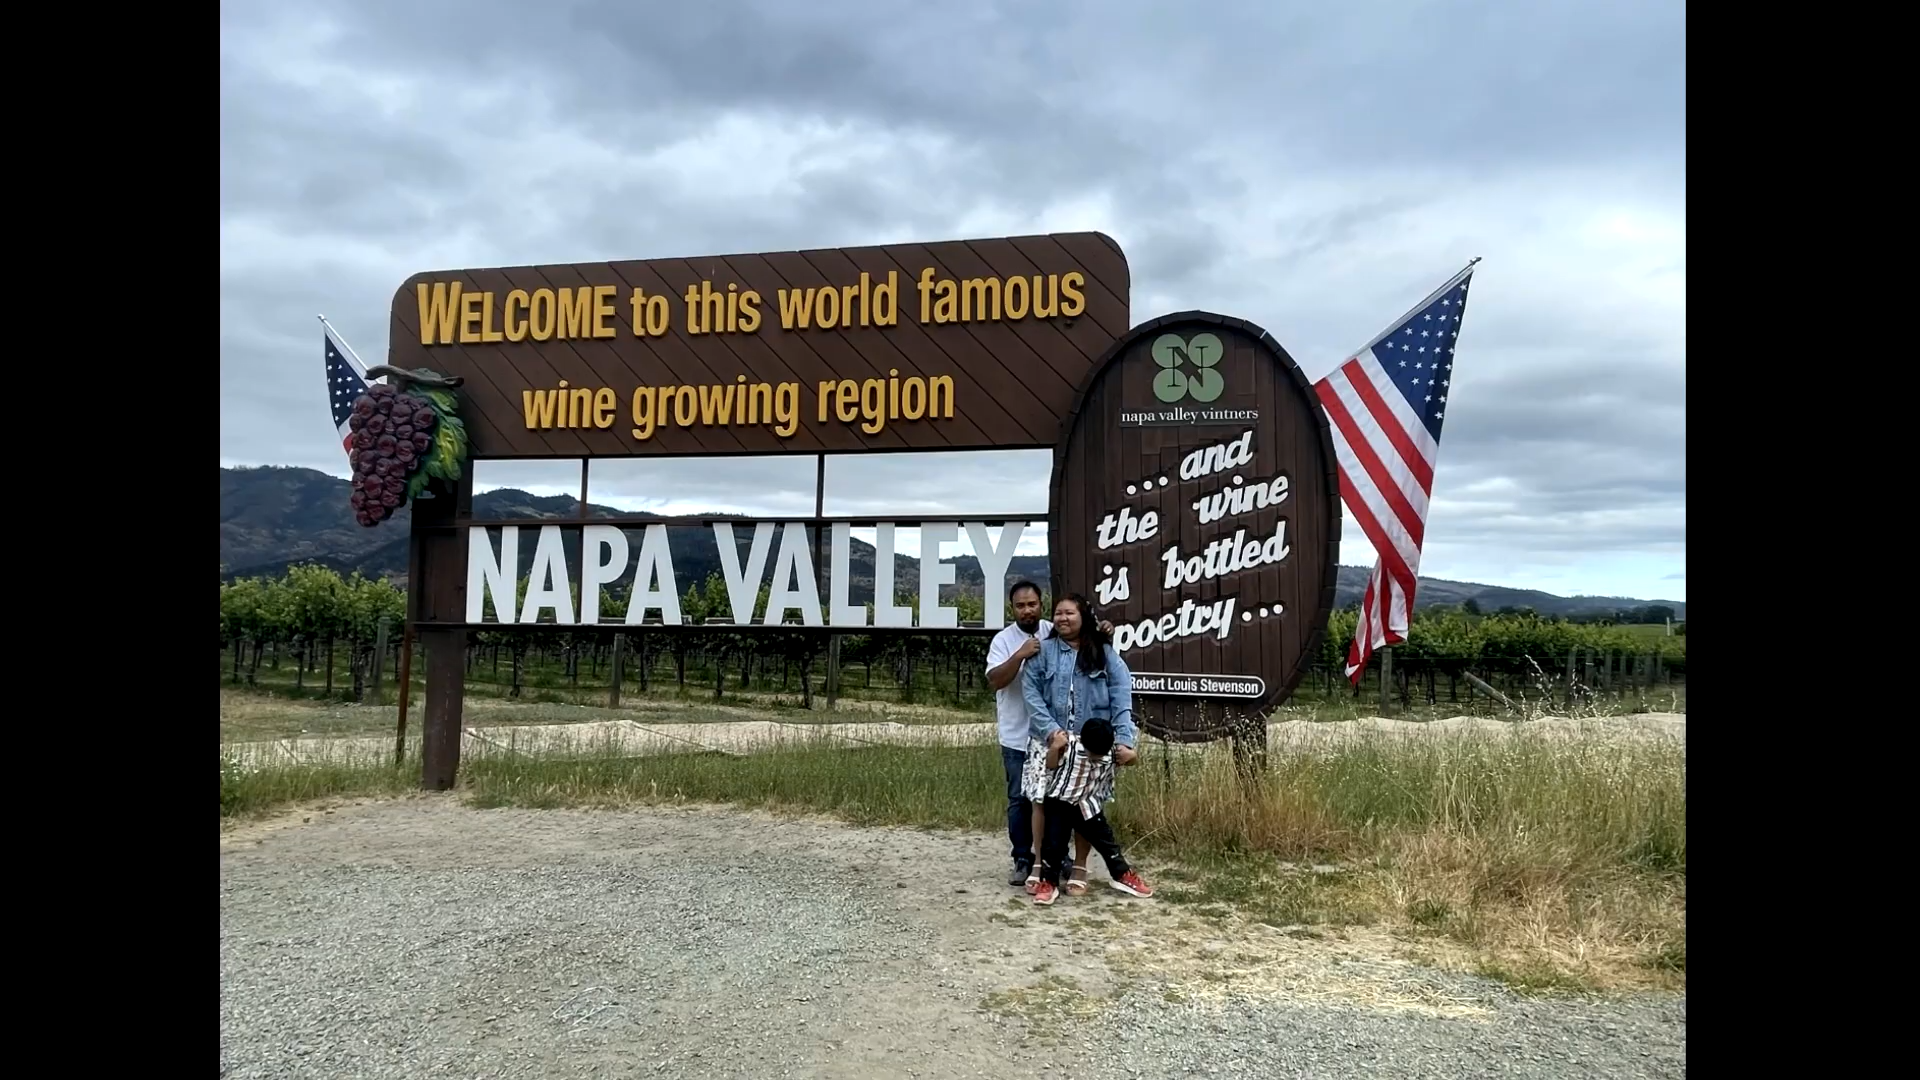 WELCOME to this world famous
wine growing region
NAPA VALLEY
N
napa valley vintners
...and
the wine
is bottled
poetry...
Robert Louis Stevenson